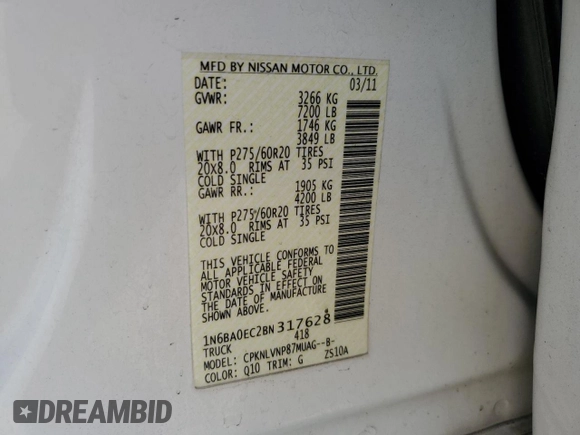 MFD BY NISSAN MOTOR CO., LTD.
DATE: 03/11
GVWR: 3266 KG
7200 LB
GAWR FR.: 1746 KG
3849 LB
WITH P275/60R20 TIRES
20X8.0 RIMS AT 35 PSI
COLD SINGLE
GAWR RR.: 1905 KG
4200 LB
WITH P275/60R20 TIRES
20X8.0 RIMS AT 35 PSI
COLD SINGLE
THIS VEHICLE CONFORMS TO
ALL APPLICABLE FEDERAL
MOTOR VEHICLE SAFETY
STANDARDS IN EFFECT ON
THE DATE OF MANUFACTURE
1N6BA0EC2BN317628*
TRUCK 418
MODEL: CPKNLVNP87MUAG--B-
COLOR: Q10 TRIM: G ZS10A
DREAMBID